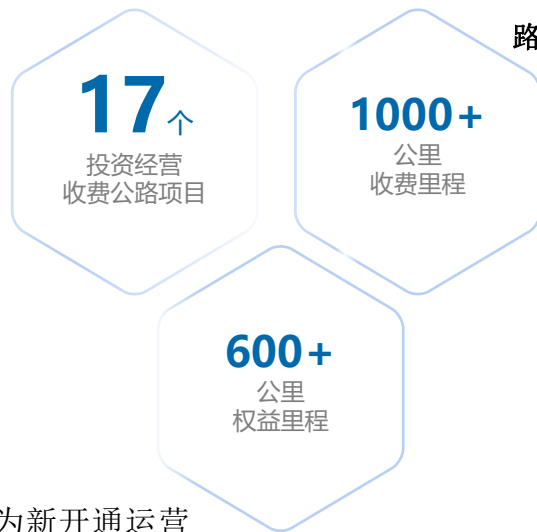 路
17个
投资经营
收费公路项目
1000+
公里
收费里程
600+
公里
权益里程
为新开通运营